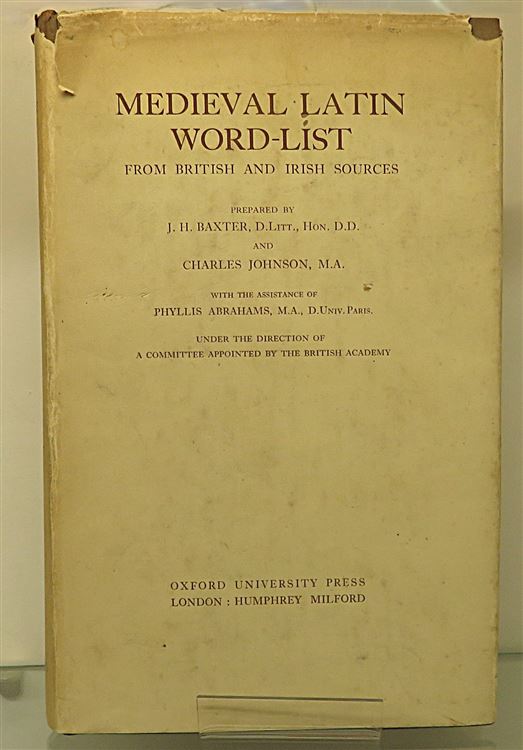 MEDIEVAL LATIN
WORD-LIST
FROM BRITISH AND IRISH SOURCES
PREPARED BY
J. H. BAXTER, D.LITT., HON. D.D.
AND
CHARLES JOHNSON, M.A.
WITH THE ASSISTANCE OF
PHYLLIS ABRAHAMS, M.A., D.UNIV. PARIS.
UNDER THE DIRECTION OF
A COMMITTEE APPOINTED BY THE BRITISH ACADEMY
OXFORD UNIVERSITY PRESS
LONDON : HUMPHREY MILFORD